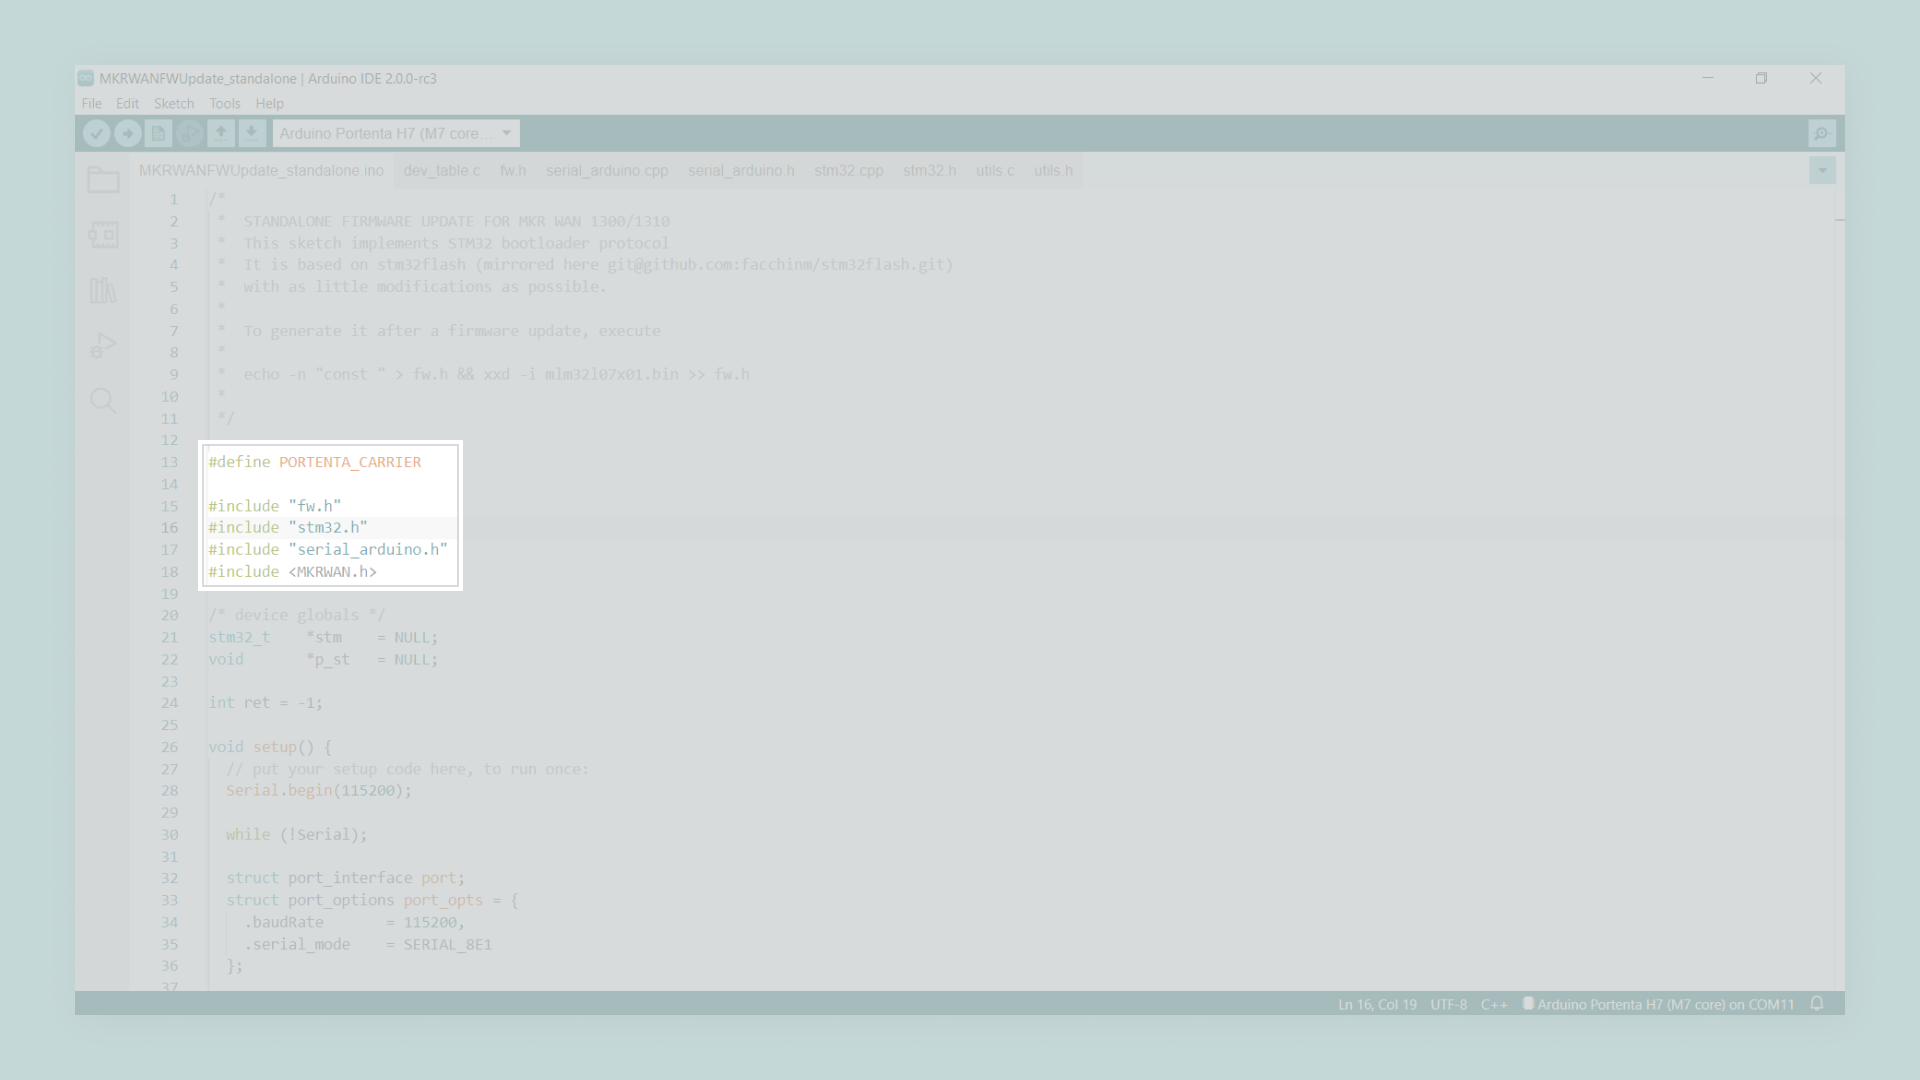 MKRWANFWUpdate_standalone | Arduino IDE 2.0.0-rc3
File Edit Sketch Tools Help
Arduino Portenta H7 (M7 core...
MKRWANFWUpdate_standalone ino dev_table.c fw.h serial_arduino.cpp serial_arduino.h stm32.cpp stm32.h utils.c utils.h
1 /*
2 * STANDALONE FIRMWARE UPDATE FOR MKR WAN 1300/1310
3 * This sketch implements STM32 bootloader protocol
4 * It is based on stm32flash (mirrored here git@github.com:facchinm/stm32flash.git)
5 * with as little modifications as possible.
6 *
7 * To generate it after a firmware update, execute
8 *
9 * echo -n "const " > fw.h && xxd -i mlm32l07x01.bin >> fw.h
10 *
11 */
12
13 #define PORTENTA_CARRIER
14
15 #include "fw.h"
16 #include "stm32.h"
17 #include "serial_arduino.h"
18 #include <MKRWAN.h>
19
20 /* device globals */
21 stm32_t *stm = NULL;
22 void *p_st = NULL;
23
24 int ret = -1;
25
26 void setup() {
27 // put your setup code here, to run once:
28 Serial.begin(115200);
29
30 while (!Serial);
31
32 struct port_interface port;
33 struct port_options port_opts = {
34 .baudRate = 115200,
35 .serial_mode = SERIAL_8E1
36 };
37
Ln 16, Col 19 UTF-8 C++ Arduino Portenta H7 (M7 core) on COM11